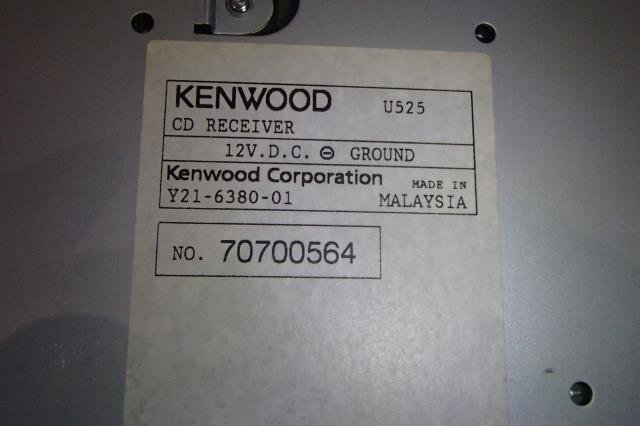 KENWOOD U525
CD RECEIVER
12V.D.C. ⊖ GROUND
Kenwood Corporation MADE IN
Y21-6380-01 MALAYSIA
NO. 70700564